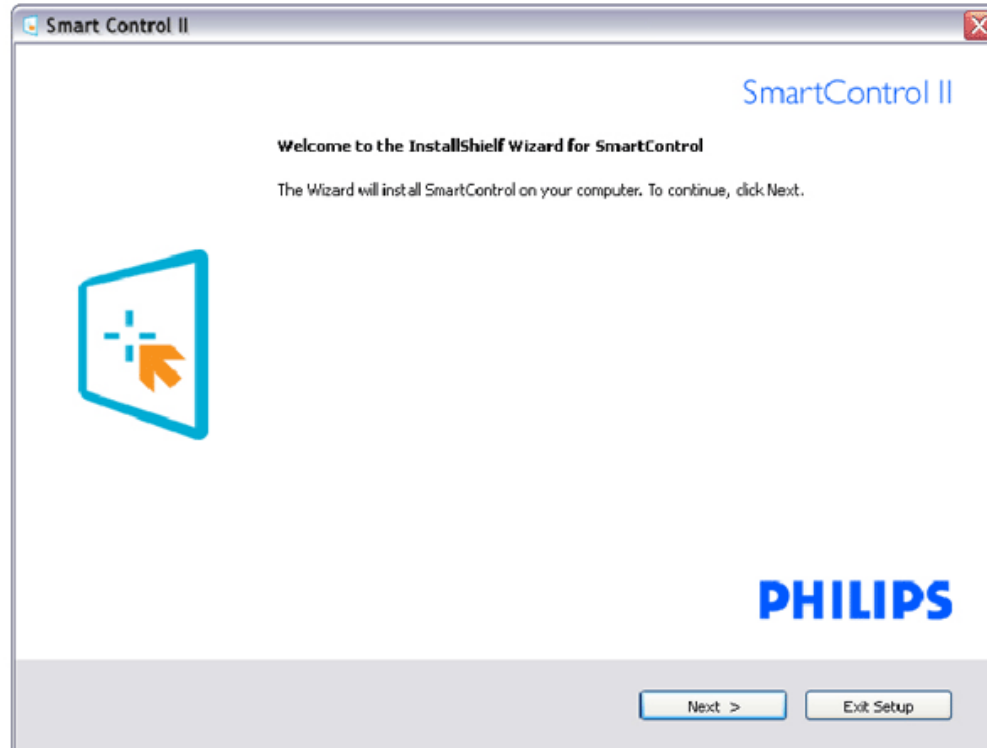 Smart Control II
SmartControl II
Welcome to the InstallShielf Wizard for SmartControl
The Wizard will install SmartControl on your computer. To continue, click Next.
PHILIPS
Next >
Exit Setup